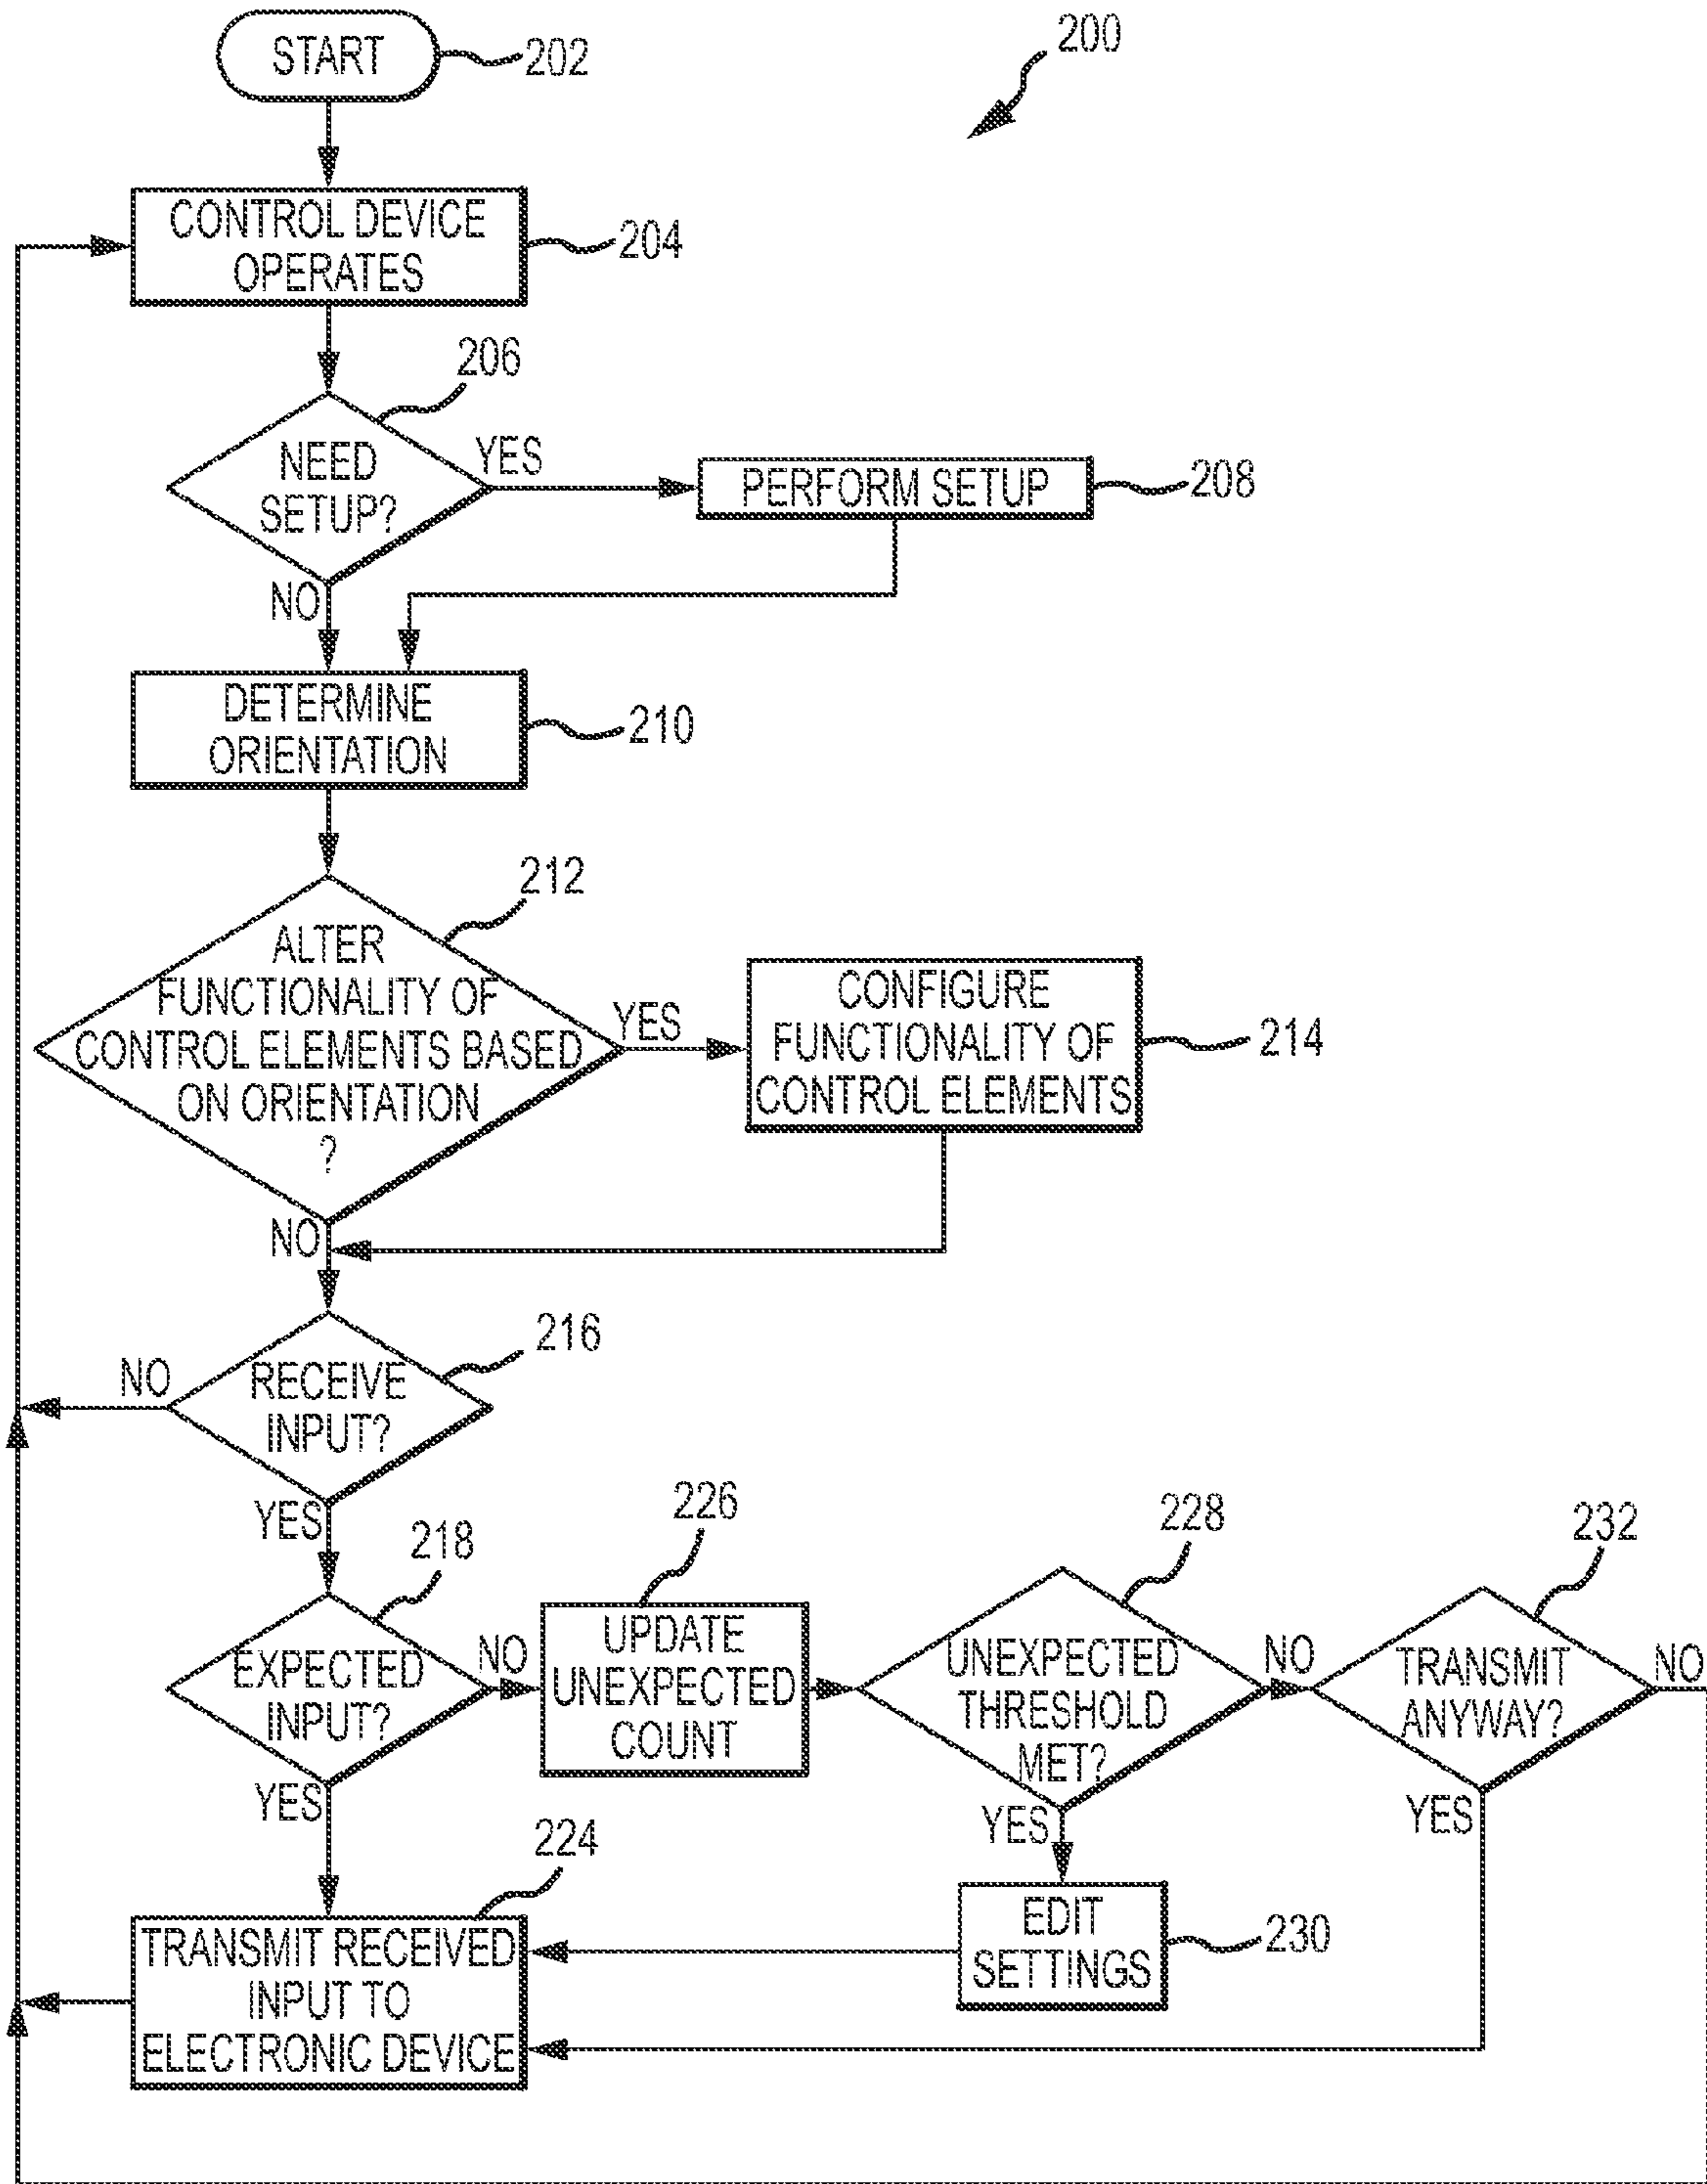 START
202
200
CONTROL DEVICE
OPERATES
204
206
NEED
SETUP?
YES
PERFORM SETUP
208
NO
DETERMINE
ORIENTATION
210
212
ALTER
FUNCTIONALITY OF
CONTROL ELEMENTS BASED
ON ORIENTATION
?
YES
CONFIGURE
FUNCTIONALITY OF
CONTROL ELEMENTS
214
NO
216
RECEIVE
INPUT?
NO
YES
218
EXPECTED
INPUT?
NO
226
UPDATE
UNEXPECTED
COUNT
228
UNEXPECTED
THRESHOLD
MET?
NO
232
TRANSMIT
ANYWAY?
NO
YES
YES
YES
224
TRANSMIT RECEIVED
INPUT TO
ELECTRONIC DEVICE
EDIT
SETTINGS
230